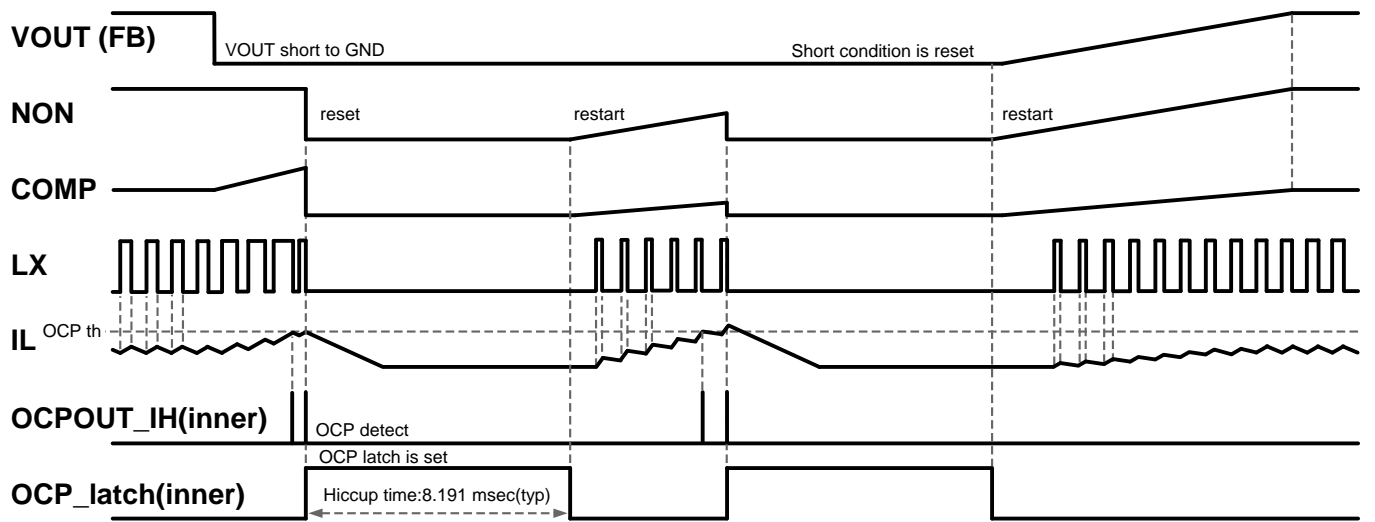 VOUT (FB)
VOUT short to GND
Short condition is reset
NON
reset
restart
restart
COMP
LX
OCP th
IL
OCPOUT_IH(inner)
OCP detect
OCP latch is set
OCP_latch(inner)
Hiccup time:8.191 msec(typ)